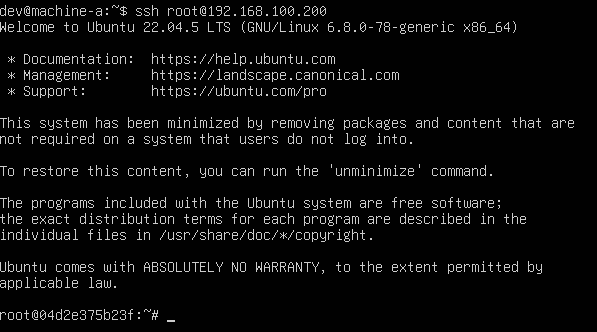 dev@machine-a:~$ ssh root@192.168.100.200
Welcome to Ubuntu 22.04.5 LTS (GNU/Linux 6.8.0-78-generic x86_64)
* Documentation:  https://help.ubuntu.com
* Management:     https://landscape.canonical.com
* Support:        https://ubuntu.com/pro
This system has been minimized by removing packages and content that are
not required on a system that users do not log into.
To restore this content, you can run the 'unminimize' command.
The programs included with the Ubuntu system are free software;
the exact distribution terms for each program are described in the
individual files in /usr/share/doc/*/copyright.
Ubuntu comes with ABSOLUTELY NO WARRANTY, to the extent permitted by
applicable law.
root@04d2e375b23f:~# _